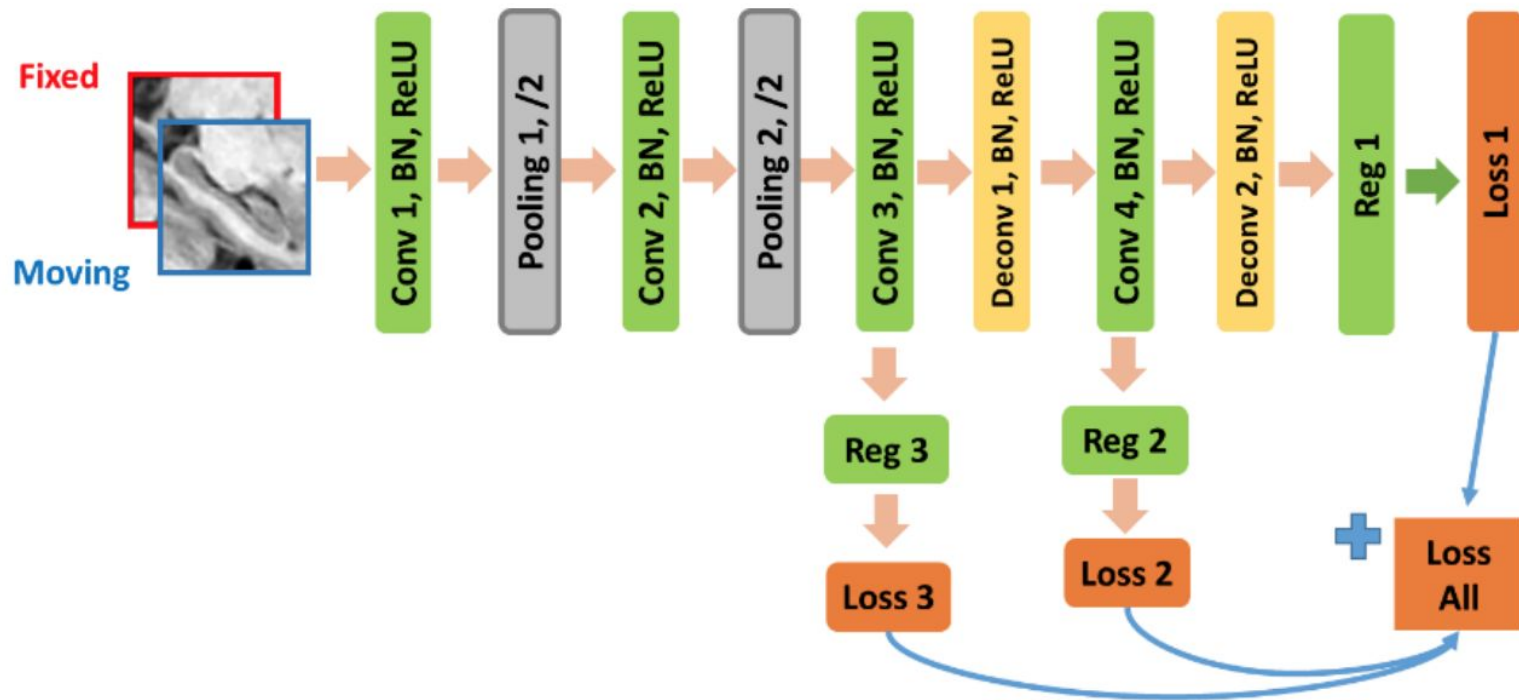 Fixed
Moving
Conv 1, BN, ReLU
Pooling 1, /2
Conv 2, BN, ReLU
Pooling 2, /2
Conv 3, BN, ReLU
Deconv 1, BN, ReLU
Conv 4, BN, ReLU
Deconv 2, BN, ReLU
Reg 1
Loss 1
Reg 3
Reg 2
Loss 3
Loss 2
Loss
All